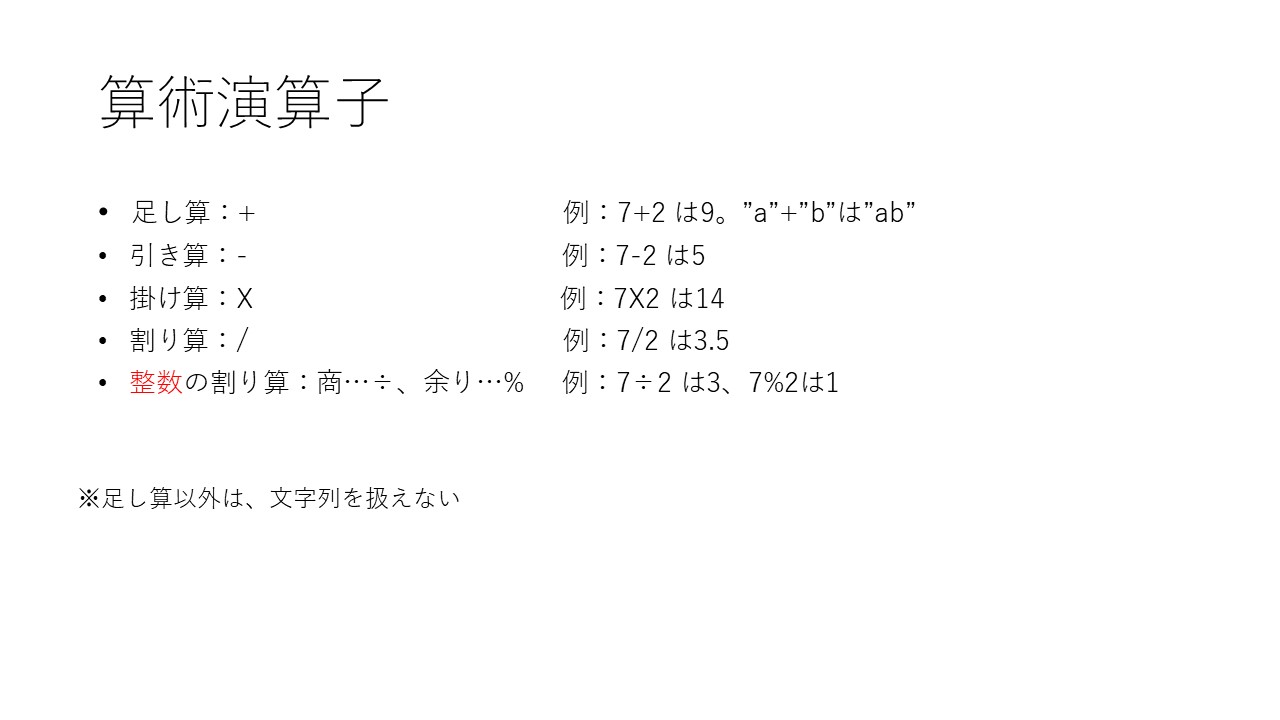 算術演算子
• 足し算：+ 例：7+2 は9。”a”+”b”は”ab”
• 引き算：- 例：7-2 は5
• 掛け算：X 例：7X2 は14
• 割り算：/ 例：7/2 は3.5
• 整数の割り算：商…÷、余り…% 例：7÷2 は3、7%2は1
※足し算以外は、文字列を扱えない